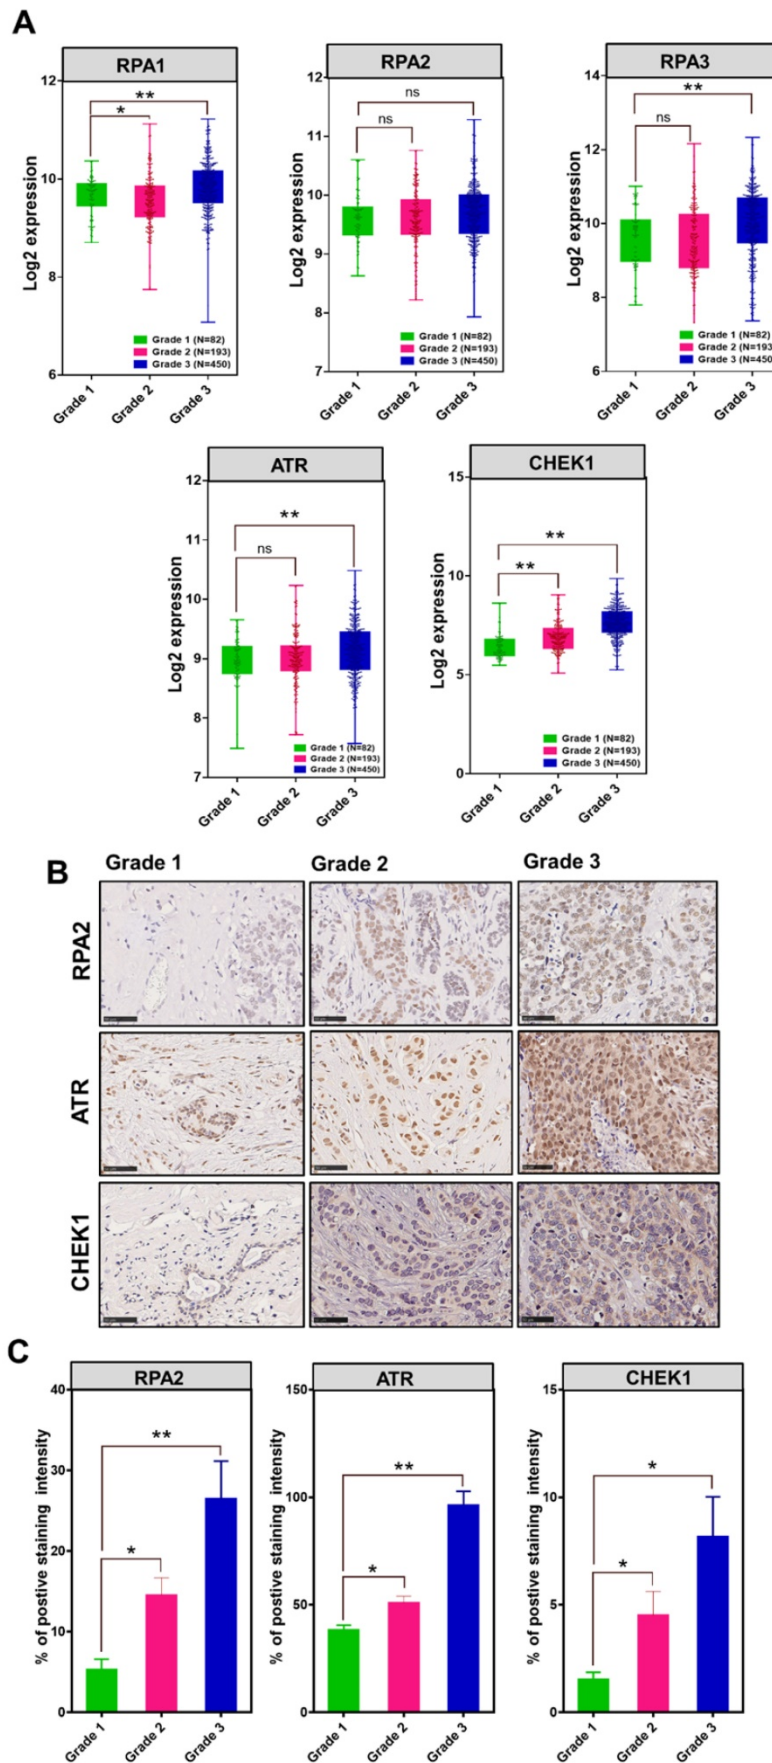 A
RPA1
RPA2
RPA3
12
10
8
6
Log2 expression
**
*
Grade 1 (N=82)
Grade 2 (N=193)
Grade 3 (N=450)
Grade 1
Grade 2
Grade 3
12
11
10
9
8
7
Log2 expression
ns
ns
Grade 1 (N=82)
Grade 2 (N=193)
Grade 3 (N=450)
Grade 1
Grade 2
Grade 3
14
12
10
8
6
Log2 expression
**
ns
Grade 1 (N=82)
Grade 2 (N=193)
Grade 3 (N=450)
Grade 1
Grade 2
Grade 3
ATR
CHEK1
12
11
10
9
8
7
Log2 expression
**
ns
Grade 1 (N=82)
Grade 2 (N=193)
Grade 3 (N=450)
Grade 1
Grade 2
Grade 3
15
10
5
0
Log2 expression
**
**
Grade 1 (N=82)
Grade 2 (N=193)
Grade 3 (N=450)
Grade 1
Grade 2
Grade 3
B
Grade 1
Grade 2
Grade 3
RPA2
ATR
CHEK1
C
RPA2
ATR
CHEK1
40
30
20
10
0
% of postive staining intensity
**
*
Grade 1
Grade 2
Grade 3
150
100
50
0
% of postive staining intensity
**
*
Grade 1
Grade 2
Grade 3
15
10
5
0
% of postive staining intensity
*
*
Grade 1
Grade 2
Grade 3